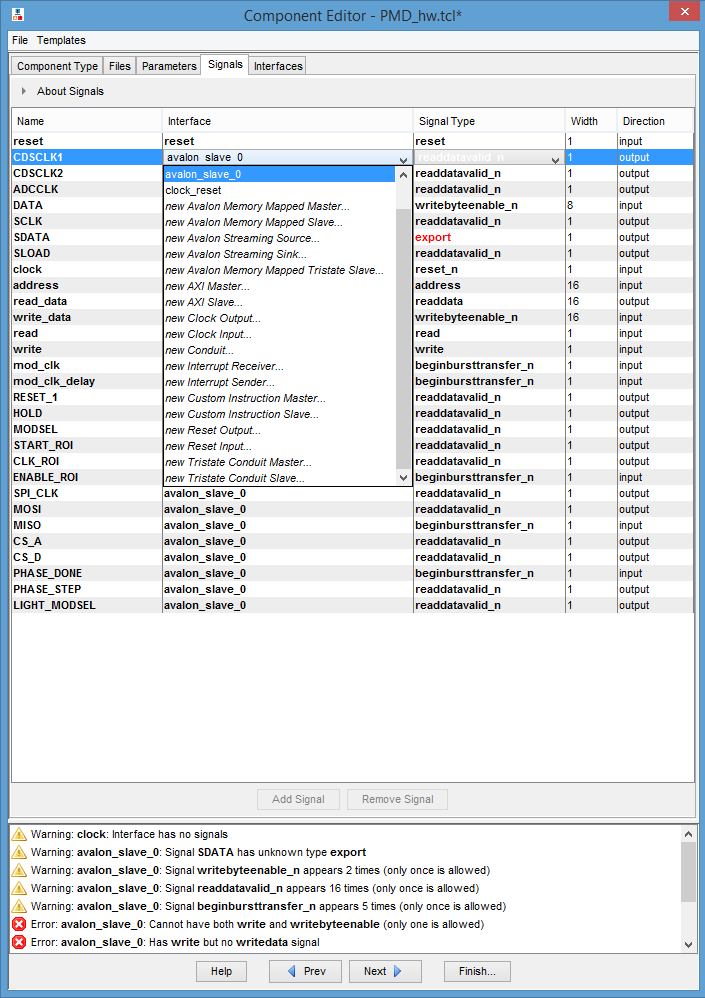 Component Editor - PMD_hw.tcl*
File Templates
Component Type Files Parameters Signals Interfaces
About Signals
Name Interface Signal Type Width Direction
reset reset reset 1 input
CDSCLK1 avalon_slave_0 readdatavalid_n 1 output
CDSCLK2 avalon_slave_0 readdatavalid_n 1 output
ADCCLK clock_reset readdatavalid_n 1 output
DATA new Avalon Memory Mapped Master... writebyteenable_n 8 input
SCLK new Avalon Memory Mapped Slave... readdatavalid_n 1 output
SDATA new Avalon Streaming Source... export 1 output
SLOAD new Avalon Streaming Sink... readdatavalid_n 1 output
clock new Avalon Memory Mapped Tristate Slave... reset_n 1 input
address new AXI Master... address 16 input
read_data new AXI Slave... readdata 16 output
write_data new Clock Output... writebyteenable_n 16 input
read new Clock Input... read 1 input
write new Conduit... write 1 input
mod_clk new Interrupt Receiver... beginbursttransfer_n 1 input
mod_clk_delay new Interrupt Sender... beginbursttransfer_n 1 input
RESET_1 new Custom Instruction Master... readdatavalid_n 1 output
HOLD new Custom Instruction Slave... readdatavalid_n 1 output
MODSEL new Reset Output... readdatavalid_n 1 output
START_ROI new Reset Input... readdatavalid_n 1 output
CLK_ROI new Tristate Conduit Master... readdatavalid_n 1 output
ENABLE_ROI new Tristate Conduit Slave... beginbursttransfer_n 1 input
SPI_CLK avalon_slave_0 readdatavalid_n 1 output
MOSI avalon_slave_0 readdatavalid_n 1 output
MISO avalon_slave_0 beginbursttransfer_n 1 input
CS_A avalon_slave_0 readdatavalid_n 1 output
CS_D avalon_slave_0 readdatavalid_n 1 output
PHASE_DONE avalon_slave_0 beginbursttransfer_n 1 input
PHASE_STEP avalon_slave_0 readdatavalid_n 1 output
LIGHT_MODSEL avalon_slave_0 readdatavalid_n 1 output
Add Signal Remove Signal
Warning: clock: Interface has no signals
Warning: avalon_slave_0: Signal SDATA has unknown type export
Warning: avalon_slave_0: Signal writebyteenable_n appears 2 times (only once is allowed)
Warning: avalon_slave_0: Signal readdatavalid_n appears 16 times (only once is allowed)
Warning: avalon_slave_0: Signal beginbursttransfer_n appears 5 times (only once is allowed)
Error: avalon_slave_0: Cannot have both write and writebyteenable (only one is allowed)
Error: avalon_slave_0: Has write but no writedata signal
Help Prev Next Finish...